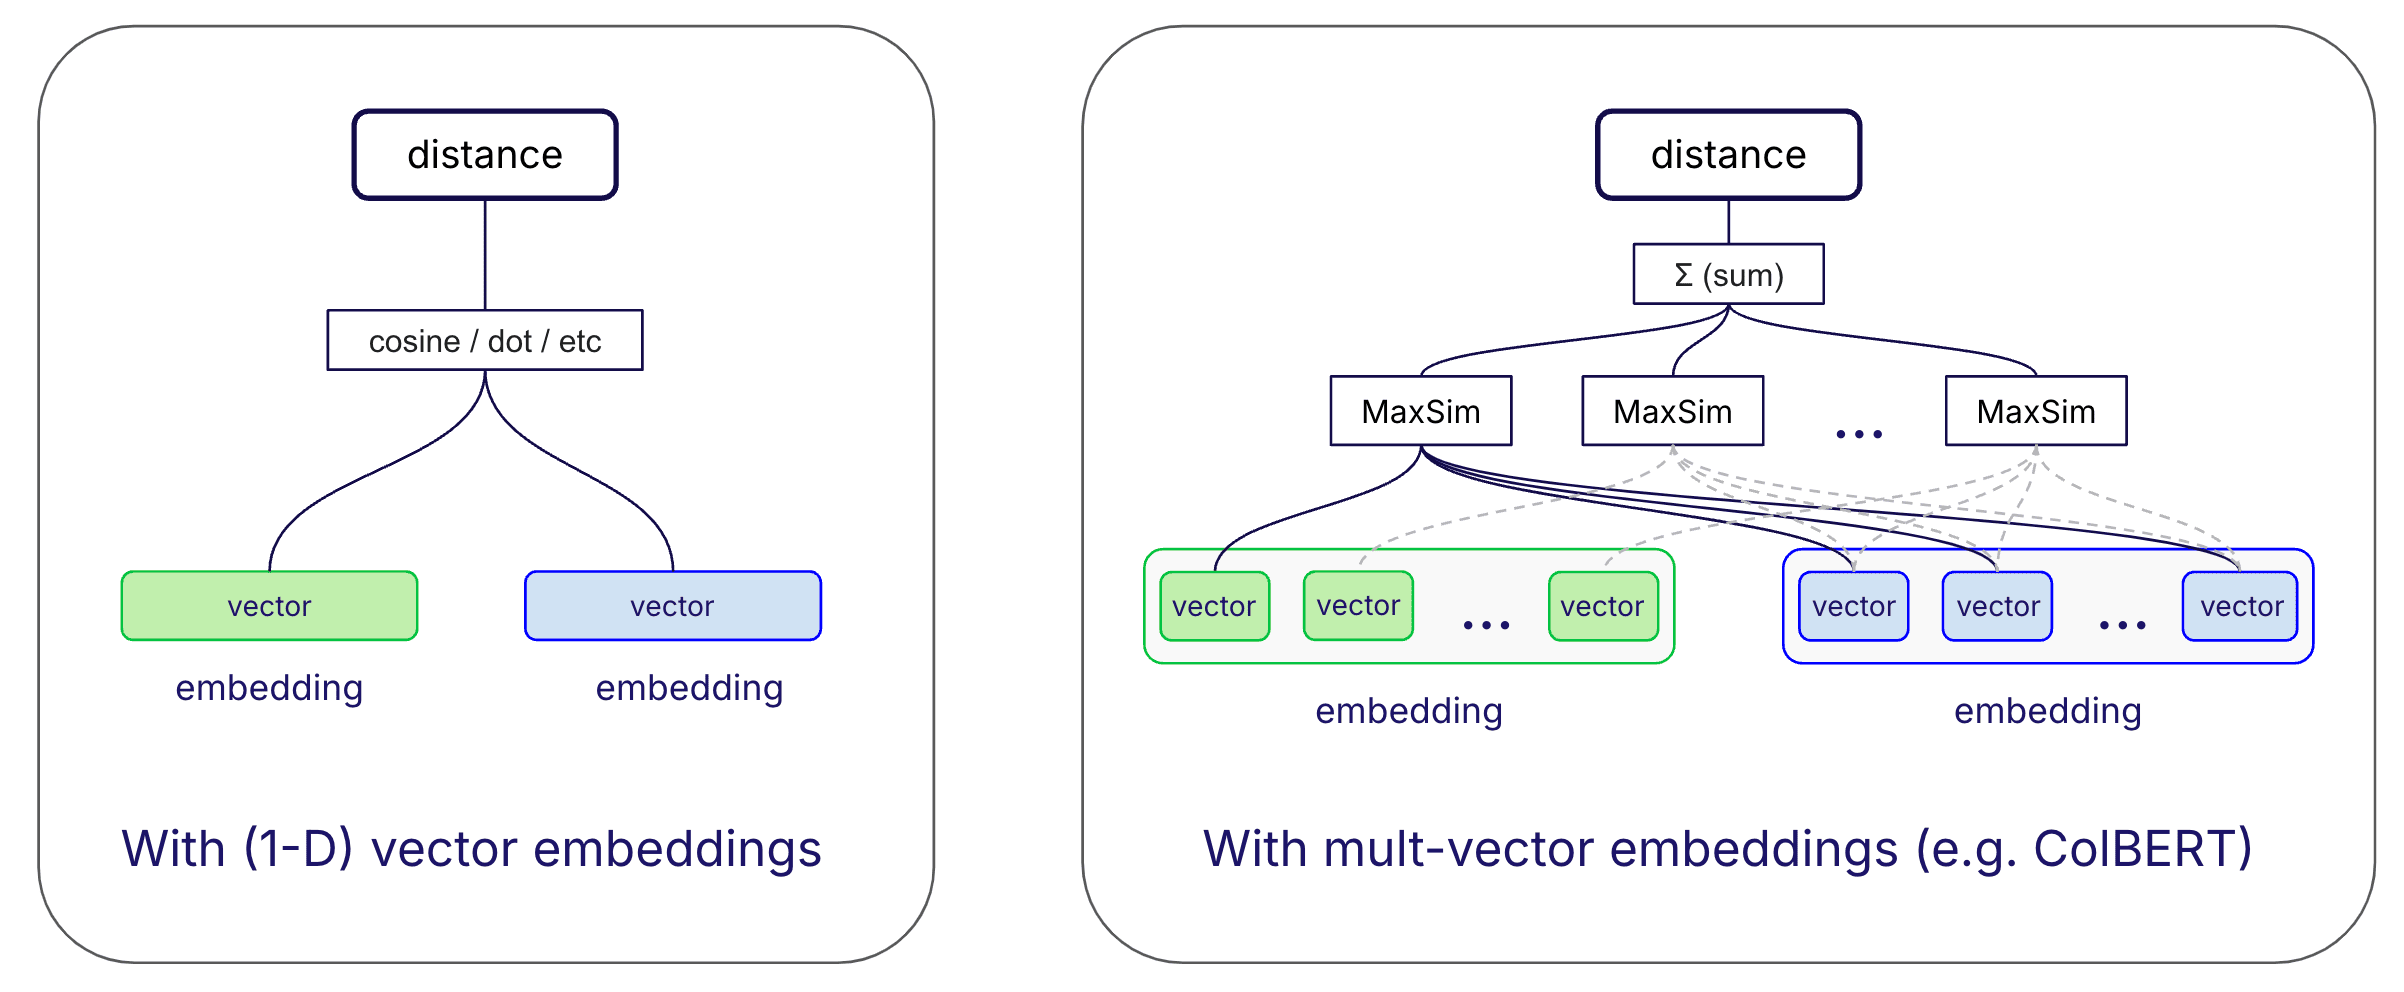 distance
cosine / dot / etc
vector
vector
embedding
embedding
With (1-D) vector embeddings
distance
Σ (sum)
MaxSim
MaxSim
...
MaxSim
vector
vector
...
vector
vector
vector
...
vector
embedding
embedding
With mult-vector embeddings (e.g. ColBERT)